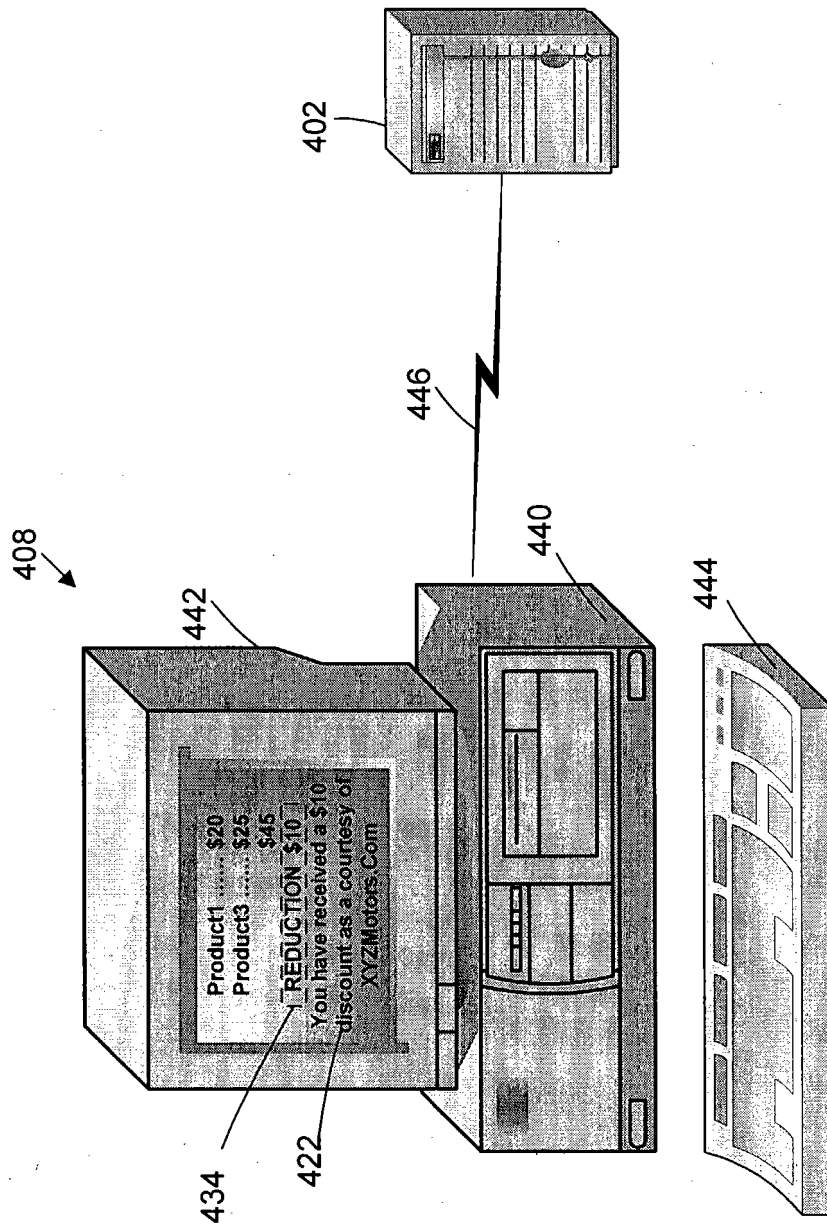 408
442
Product1 ...... $20
Product3 ...... $25
$45
REDUCTION $10
You have received a $10
discount as a courtesy of
XYZMotors.Com
434
422
446
402
440
444